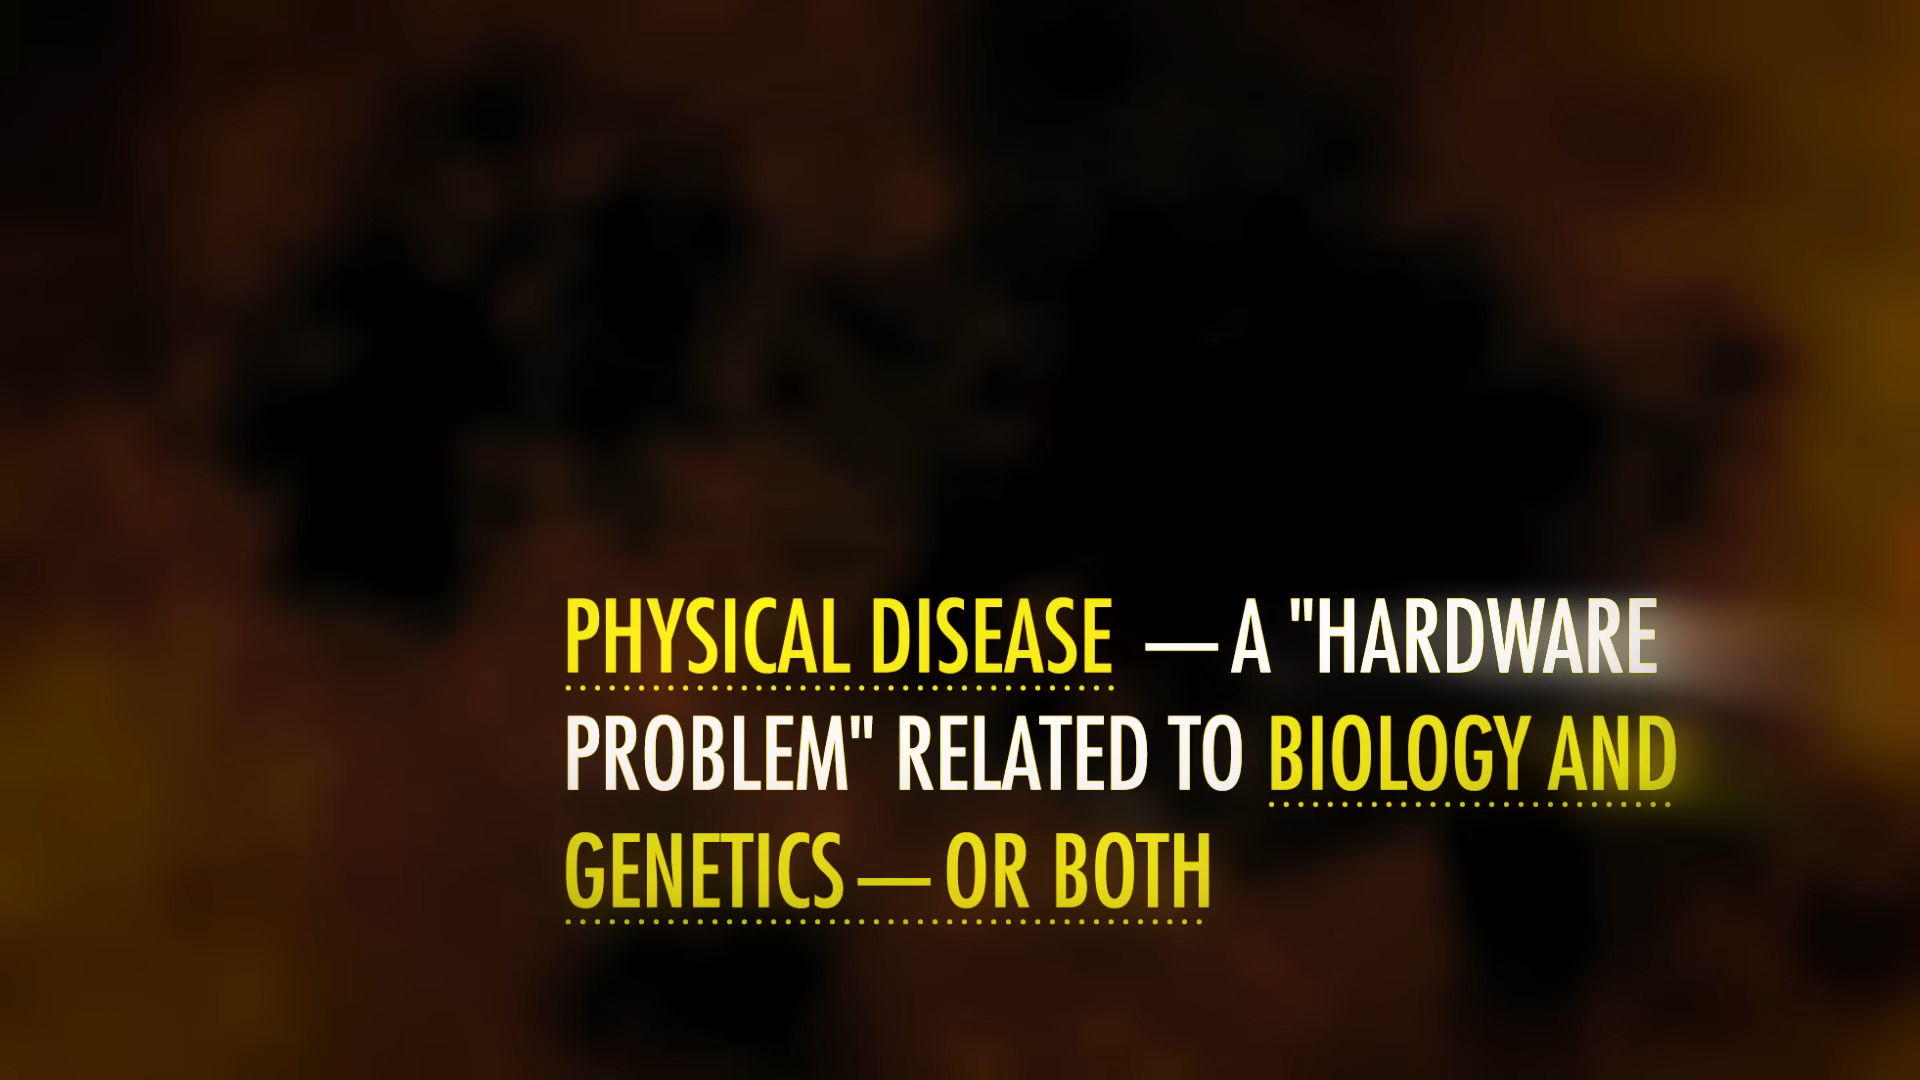 PHYSICAL DISEASE — A "HARDWARE
PROBLEM" RELATED TO BIOLOGY AND
GENETICS — OR BOTH